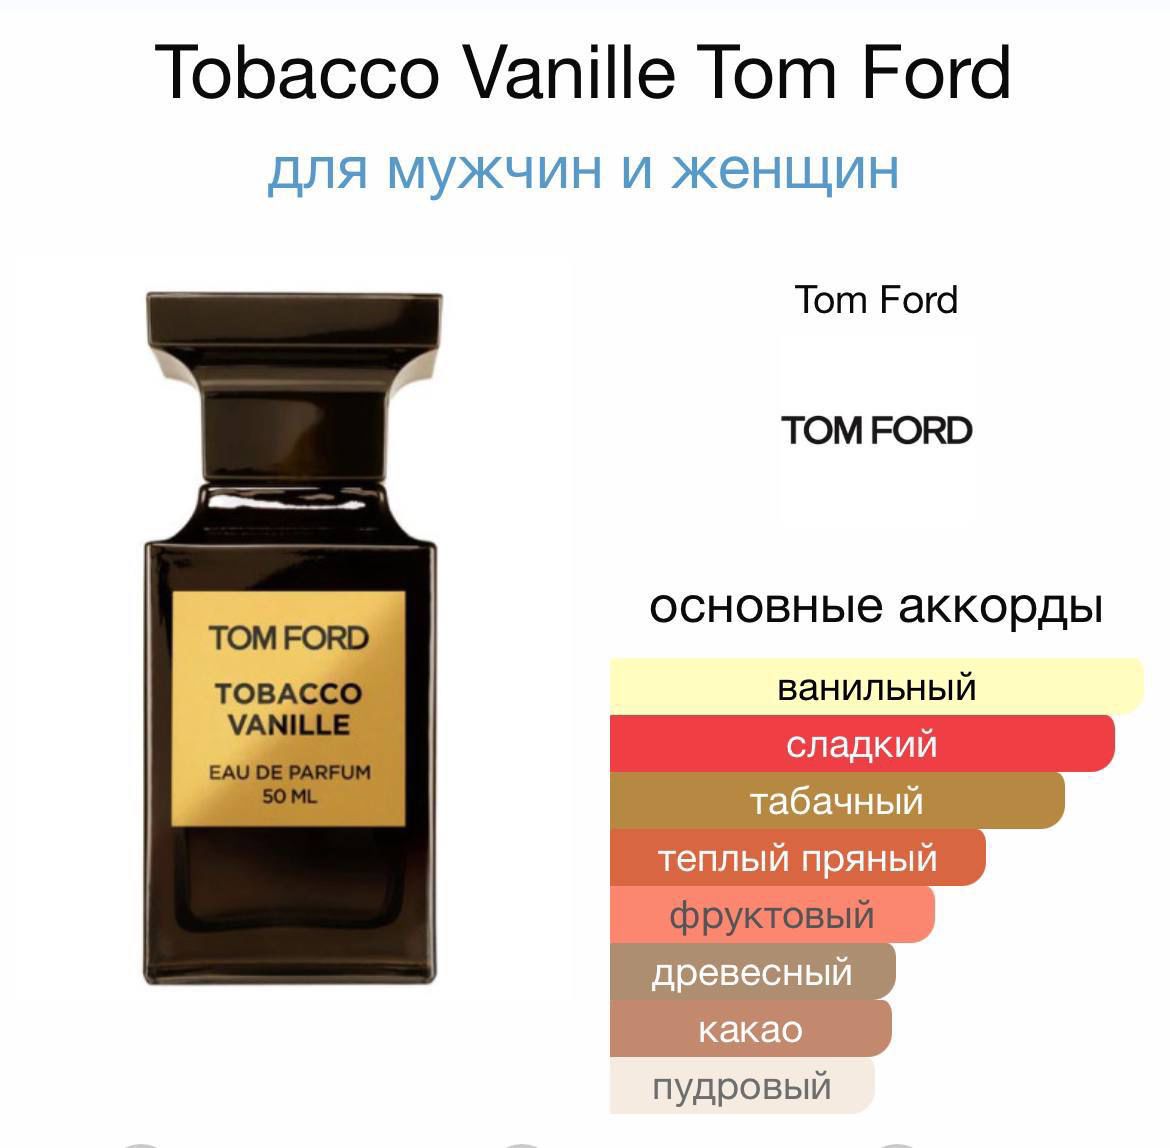 Tobacco Vanille Tom Ford
для мужчин и женщин
Tom Ford
TOM FORD
TOM FORD
TOBACCO
VANILLE
EAU DE PARFUM
50 ML
основные аккорды
ванильный
сладкий
табачный
теплый пряный
фруктовый
древесный
какао
пудровый